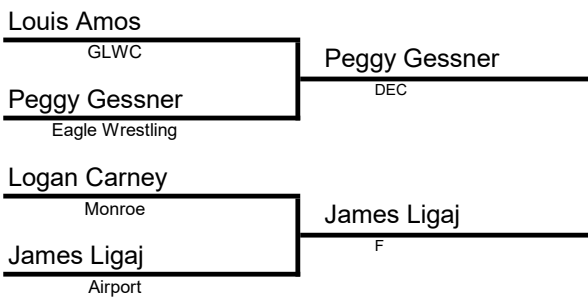 Louis Amos
GLWC
Peggy Gessner
DEC
Peggy Gessner
Eagle Wrestling
Logan Carney
Monroe
James Ligaj
F
James Ligaj
Airport